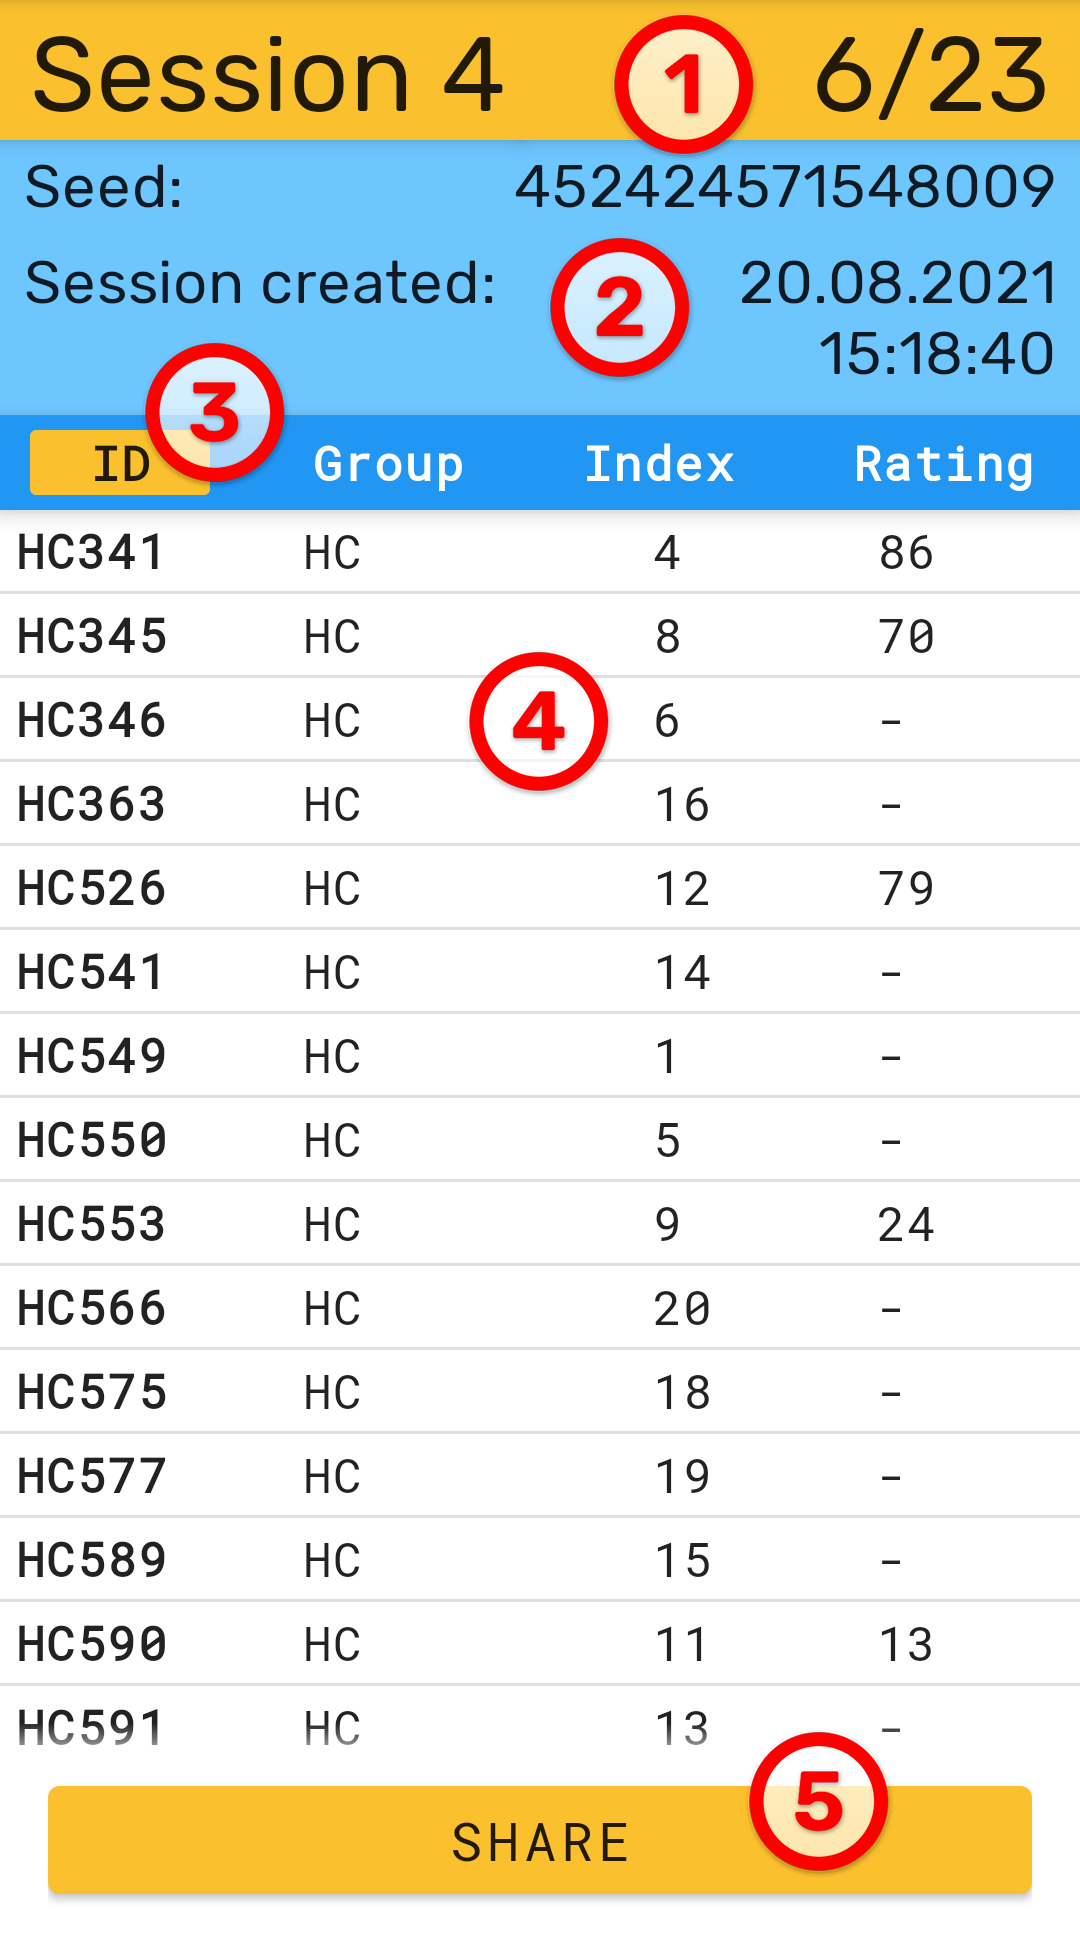 Session 4 1 6/23
Seed: 452424571548009
Session created: 2 20.08.2021
15:18:40
3
ID Group Index Rating
HC341 HC 4 86
HC345 HC 8 70
HC346 HC 4 6 -
HC363 HC 16 -
HC526 HC 12 79
HC541 HC 14 -
HC549 HC 1 -
HC550 HC 5 -
HC553 HC 9 24
HC566 HC 20 -
HC575 HC 18 -
HC577 HC 19 -
HC589 HC 15 -
HC590 HC 11 13
HC591 HC 13 -
5
SHARE